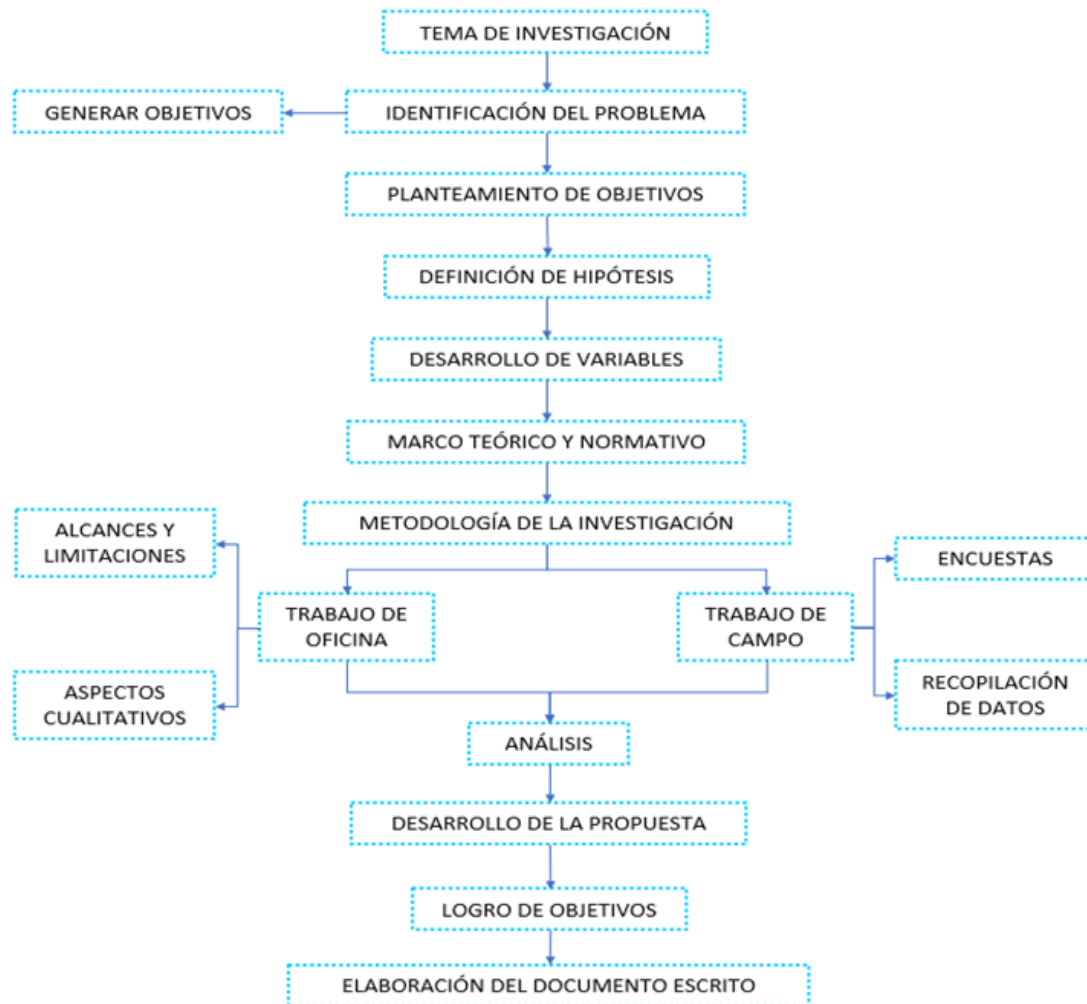 TEMA DE INVESTIGACIÓN
GENERAR OBJETIVOS
IDENTIFICACIÓN DEL PROBLEMA
PLANTEAMIENTO DE OBJETIVOS
DEFINICIÓN DE HIPÓTESIS
DESARROLLO DE VARIABLES
MARCO TEÓRICO Y NORMATIVO
METODOLOGÍA DE LA INVESTIGACIÓN
ALCANCES Y
LIMITACIONES
ENCUESTAS
TRABAJO DE
OFICINA
TRABAJO DE
CAMPO
ASPECTOS
CUALITATIVOS
RECOPILACIÓN
DE DATOS
ANÁLISIS
DESARROLLO DE LA PROPUESTA
LOGRO DE OBJETIVOS
ELABORACIÓN DEL DOCUMENTO ESCRITO